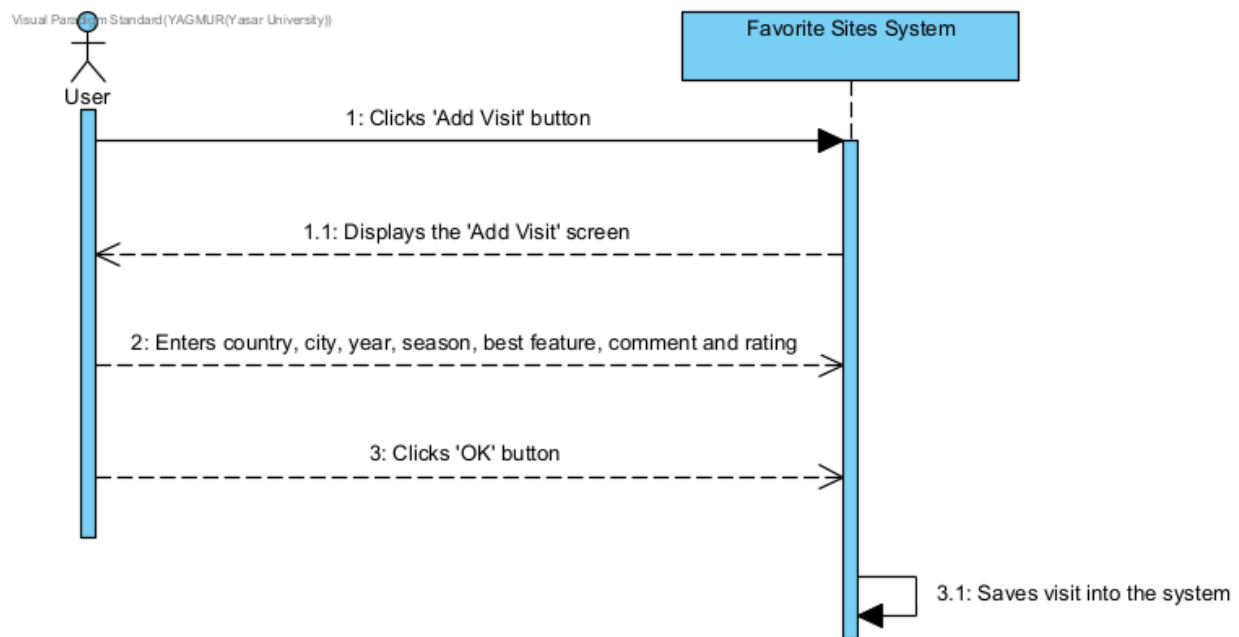 Visual Paradigm Standard(YAGMUR(Yasar University))
User
Favorite Sites System
1: Clicks 'Add Visit' button
1.1: Displays the 'Add Visit' screen
2: Enters country, city, year, season, best feature, comment and rating
3: Clicks 'OK' button
3.1: Saves visit into the system